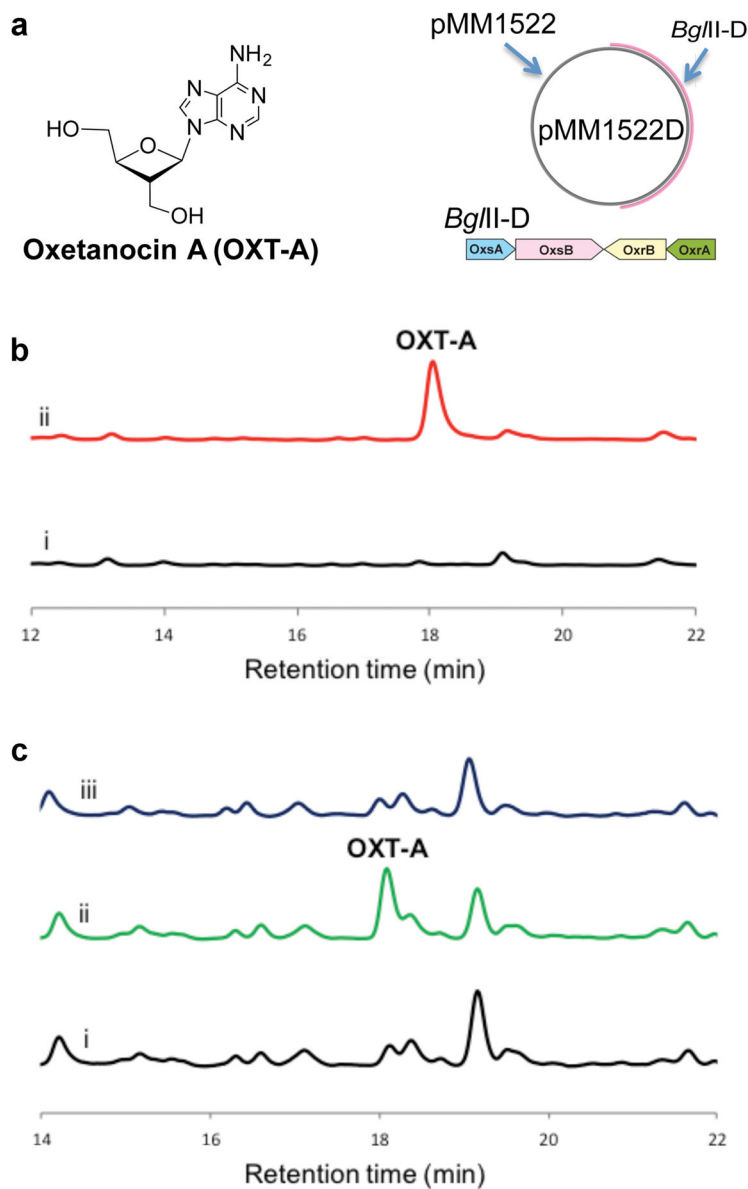 a
pMM1522
BglII-D
pMM1522D
NH2
N
N
N
N
HO
O
OH
Oxetanocin A (OXT-A)
BglII-D
OxsA OxsB OxrB OxrA
b
OXT-A
ii
i
12 14 16 18 20 22
Retention time (min)
c
iii
OXT-A
ii
i
14 16 18 20 22
Retention time (min)